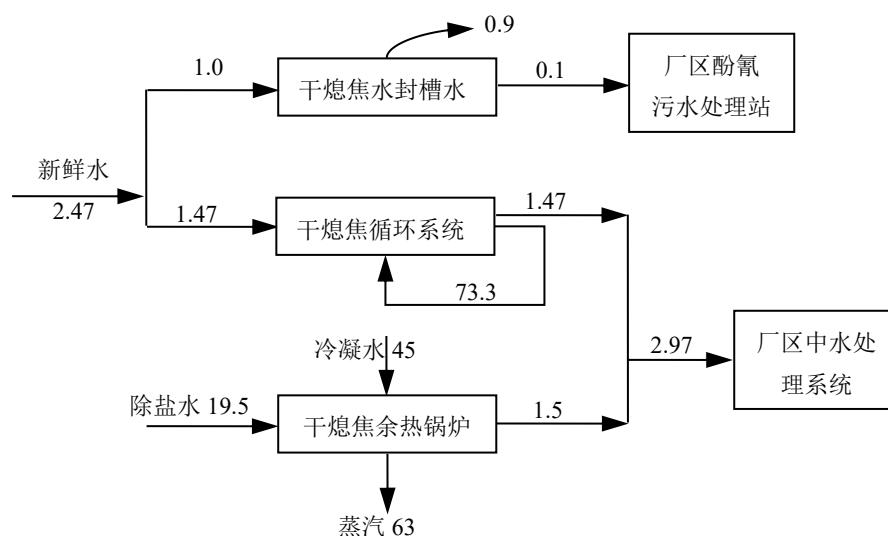 0.9
1.0
干熄焦水封槽水
0.1
厂区酚氰
污水处理站
新鲜水
2.47
1.47
干熄焦循环系统
1.47
73.3
冷凝水 45
2.97
厂区中水处
理系统
除盐水 19.5
干熄焦余热锅炉
1.5
蒸汽 63